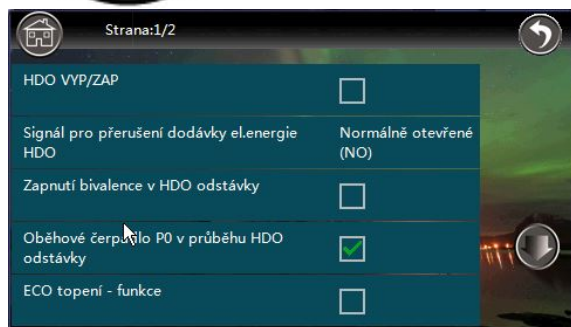 Strana:1/2
HDO VYP/ZAP
Signál pro přerušení dodávky el.energie
HDO
Normálně otevřené
(NO)
Zapnutí bivalence v HDO odstávky
Oběhové čerpadlo P0 v průběhu HDO
odstávky
ECO topení - funkce